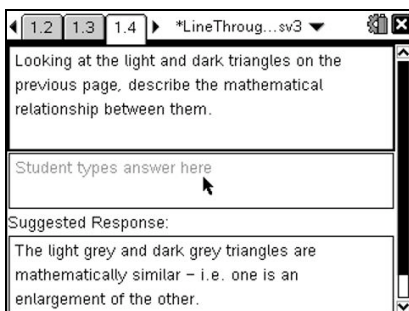 1.2 1.3 1.4 *LineThroug...sv3
Looking at the light and dark triangles on the
previous page, describe the mathematical
relationship between them.
Student types answer here
Suggested Response:
The light grey and dark grey triangles are
mathematically similar – i.e. one is an
enlargement of the other.